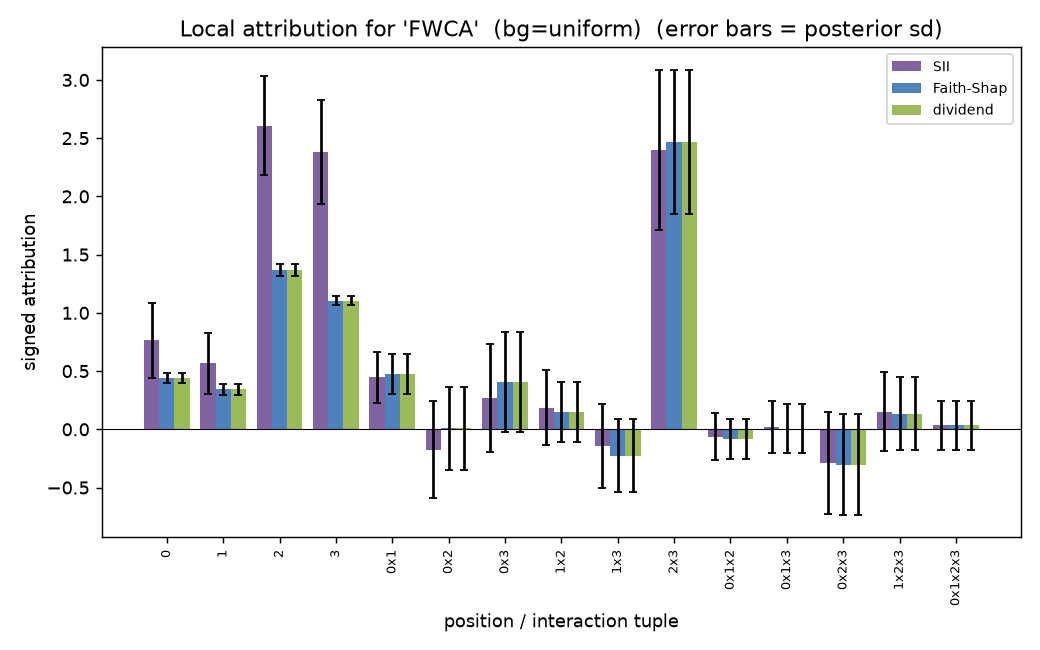 Local attribution for 'FWCA'  (bg=uniform)  (error bars = posterior sd)
SII
Faith-Shap
dividend
signed attribution
3.0
2.5
2.0
1.5
1.0
0.5
0.0
−0.5
0
1
2
3
0x1
0x2
0x3
1x2
1x3
2x3
0x1x2
0x1x3
0x2x3
1x2x3
0x1x2x3
position / interaction tuple